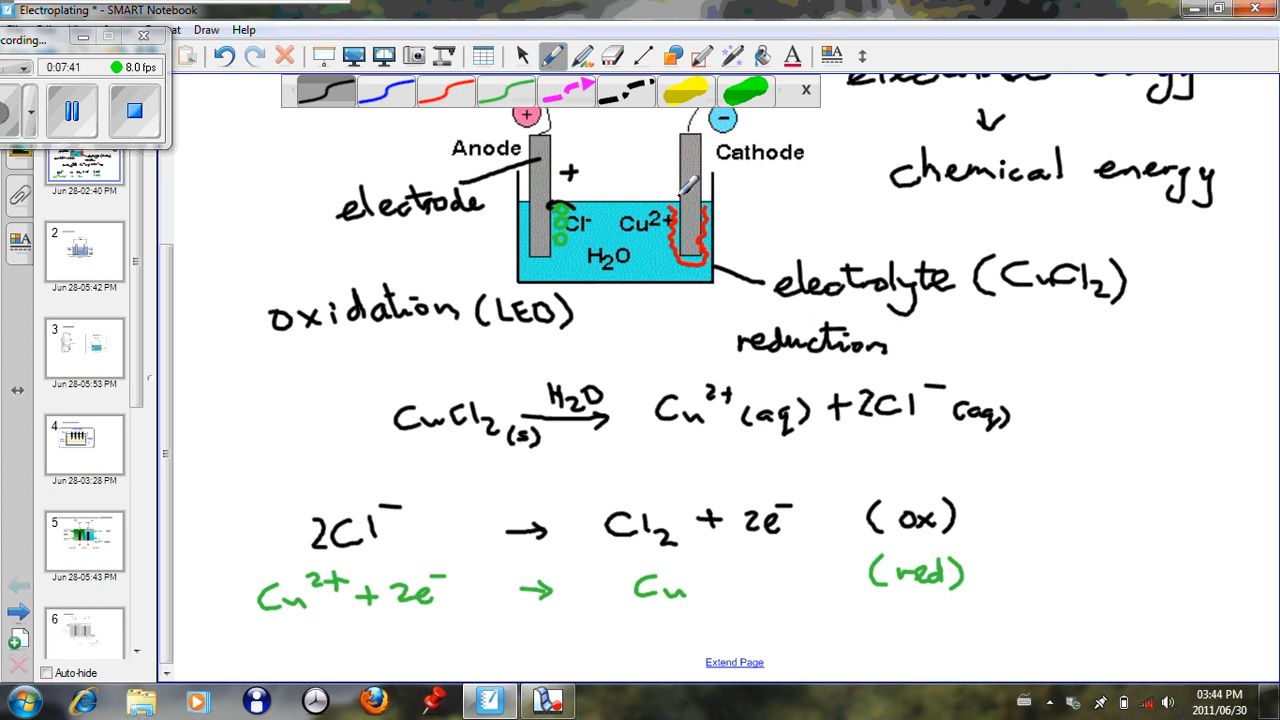 Electroplating * - SMART Notebook
cording...
Draw Help
0:07:41 8.0 fps
x
chemical energy
+ −
Anode Cathode
electrode +
Cl⁻ Cu²⁺
H₂O
electrolyte (CuCl₂)
oxidation (LEO)
reduction
CuCl₂(s) H₂O→ Cu²⁺(aq) + 2Cl⁻(aq)
2Cl⁻ → Cl₂ + 2e⁻ (ox)
Cu²⁺ + 2e⁻ → Cu (red)
Extend Page
Jun 28-02:40 PM
2
Jun 28-05:42 PM
3
Jun 28-05:53 PM
4
Jun 28-03:28 PM
5
Jun 28-05:43 PM
6
Auto-hide
03:44 PM
2011/06/30